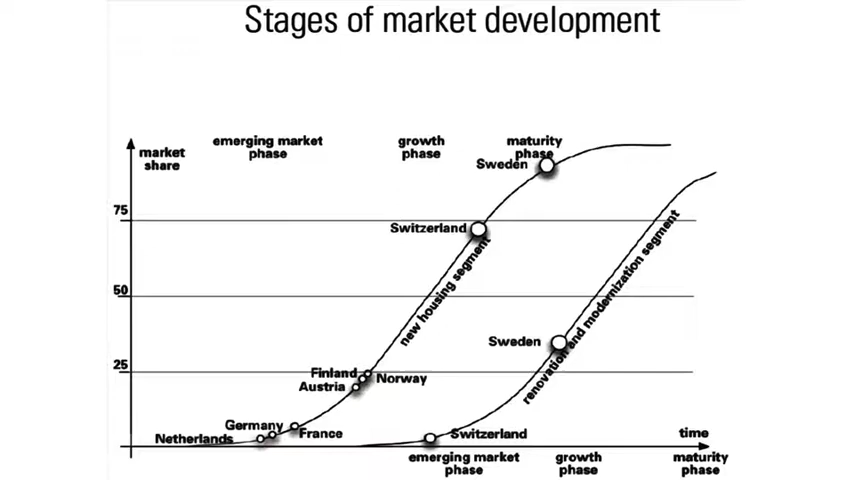 Stages of market development
market
share
emerging market
phase
growth
phase
maturity
phase
Sweden
75
Switzerland
new housing segment
renovation and modernization segment
50
Sweden
25
Finland
Norway
Austria
Germany
France
Netherlands
Switzerland
time
emerging market
phase
growth
phase
maturity
phase